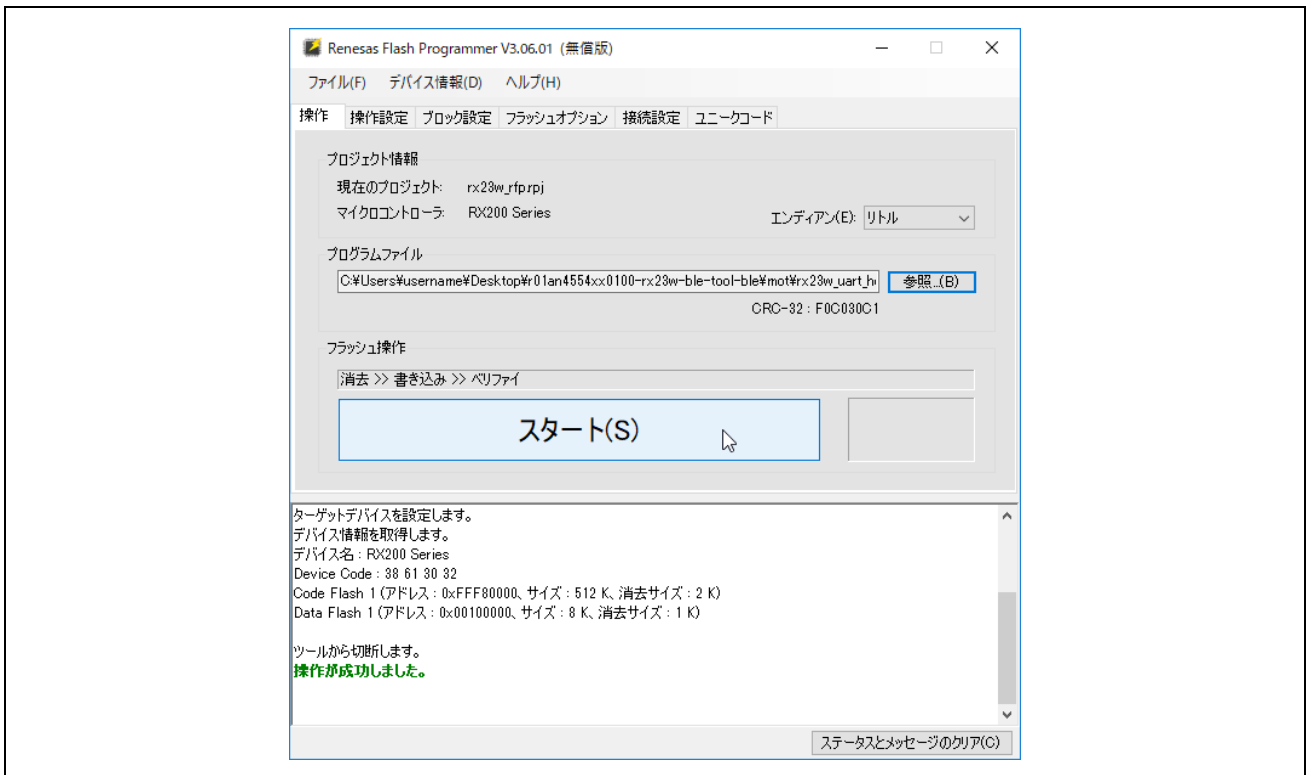 Renesas Flash Programmer V3.06.01 (無償版)
ファイル(F) デバイス情報(D) ヘルプ(H)
操作 操作設定 ブロック設定 フラッシュオプション 接続設定 ユニークコード
プロジェクト情報
現在のプロジェクト: rx23w_rfp.rpj
マイクロコントローラ: RX200 Series
エンディアン(E): リトル
プログラムファイル
C:¥Users¥username¥Desktop¥r01an4554xx0100-rx23w-ble-tool-ble¥mot¥rx23w_uart_h 参照...(B)
CRC-32 : F0C030C1
フラッシュ操作
消去 >> 書き込み >> ベリファイ
スタート(S)
ターゲットデバイスを設定します。
デバイス情報を取得します。
デバイス名 : RX200 Series
Device Code : 38 61 30 32
Code Flash 1 (アドレス : 0xFFF80000、サイズ : 512 K、消去サイズ : 2 K)
Data Flash 1 (アドレス : 0x00100000、サイズ : 8 K、消去サイズ : 1 K)
ツールから切断します。
操作が成功しました。
ステータスとメッセージのクリア(C)